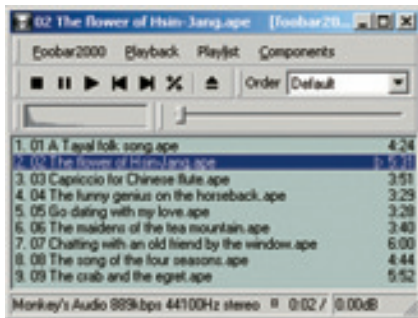 02 The flower of Hsin-Jang.ape [foobar20...
Foobar2000 Playback Playlist Components
Order Default
1. 01 A Tayal folk song.ape 4:24
2. 02 The flower of Hsin-Jang.ape 5:31
3. 03 Capriccio for Chinese flute.ape 3:51
4. 04 The funny genius on the horseback.ape 3:29
5. 05 Go dating with my love.ape 3:28
6. 06 The maidens of the tea mountain.ape 3:40
7. 07 Chatting with an old friend by the window.ape 6:00
8. 08 The song of the four seasons.ape 4:44
9. 09 The crab and the egret.ape 5:52
Monkey's Audio 889kbps 44100Hz stereo 0:02 / 0.00dB